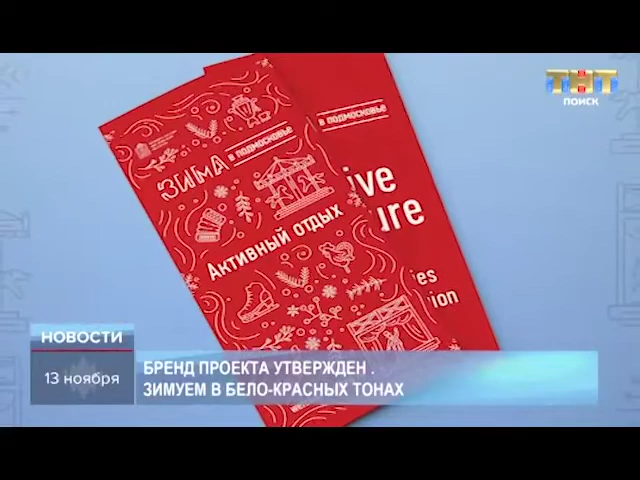 ТНТ
ПОИСК
ЗИМА
в подмосковье
Активный отдых
в подмосковье
ive
ure
ies
ion
НОВОСТИ
13 ноября
БРЕНД ПРОЕКТА УТВЕРЖДЕН .
ЗИМУЕМ В БЕЛО-КРАСНЫХ ТОНАХ